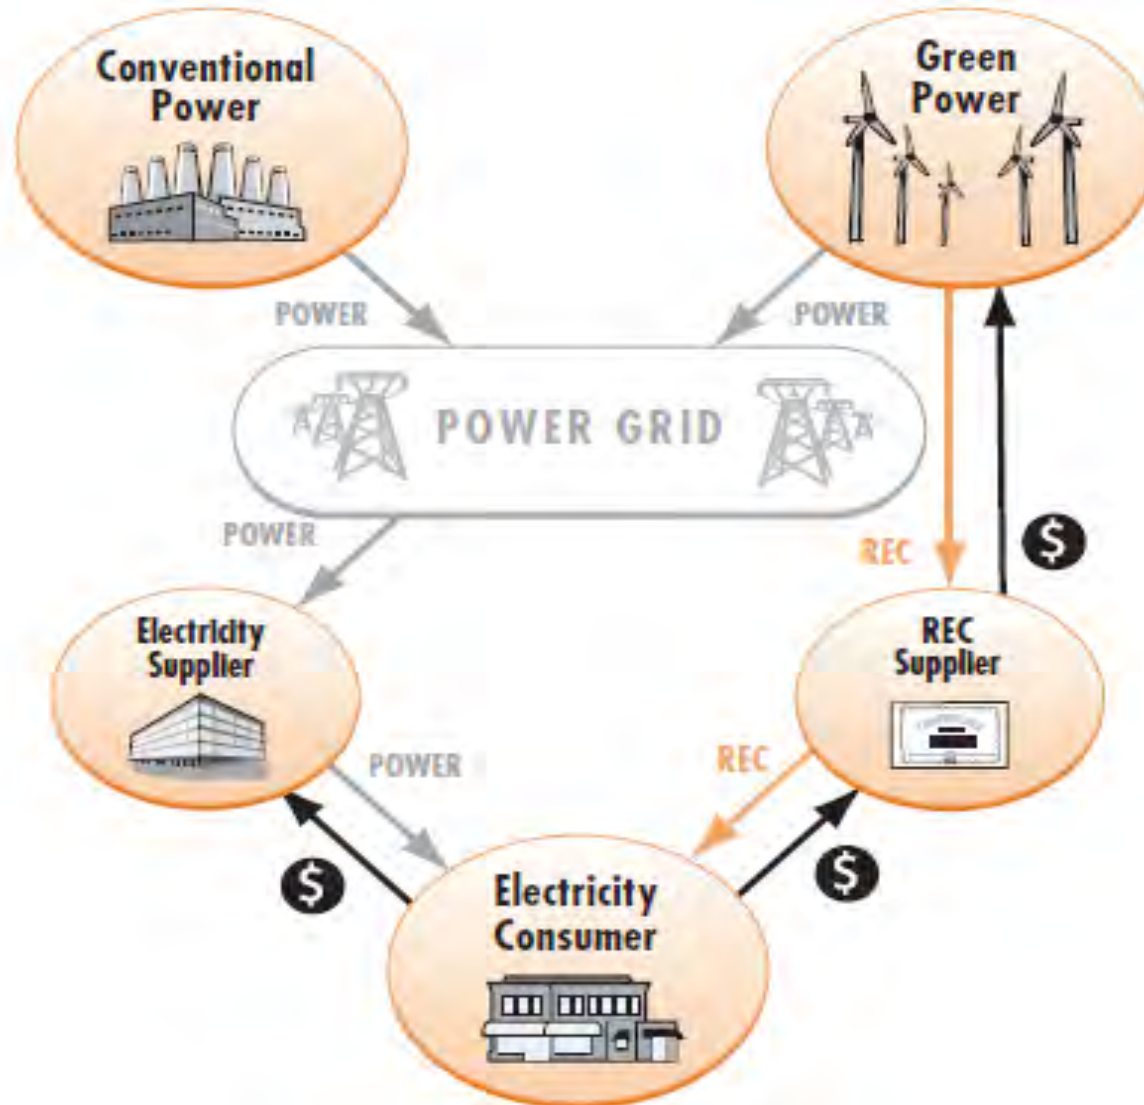 Conventional
Power
Green
Power
POWER
POWER
POWER GRID
POWER
REC
$
Electricity
Supplier
REC
Supplier
POWER
REC
$
$
Electricity
Consumer